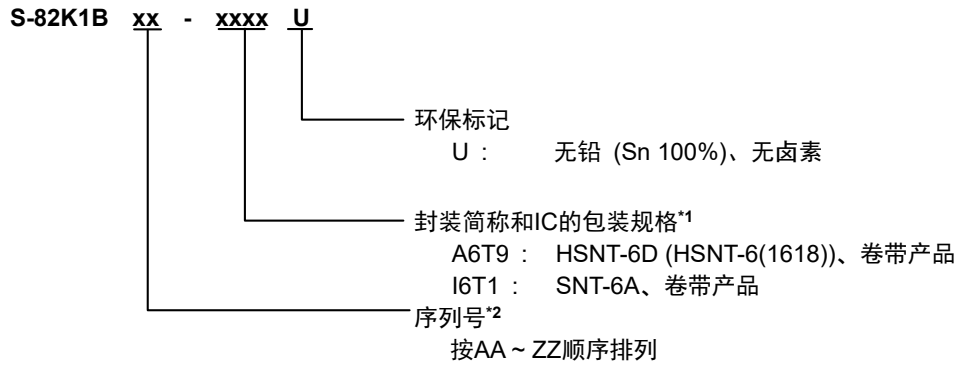 S-82K1B xx - xxxx U
环保标记
U : 无铅 (Sn 100%)、无卤素
封装简称和IC的包装规格*1
A6T9 : HSNT-6D (HSNT-6(1618))、卷带产品
I6T1 : SNT-6A、卷带产品
序列号*2
按AA ~ ZZ顺序排列